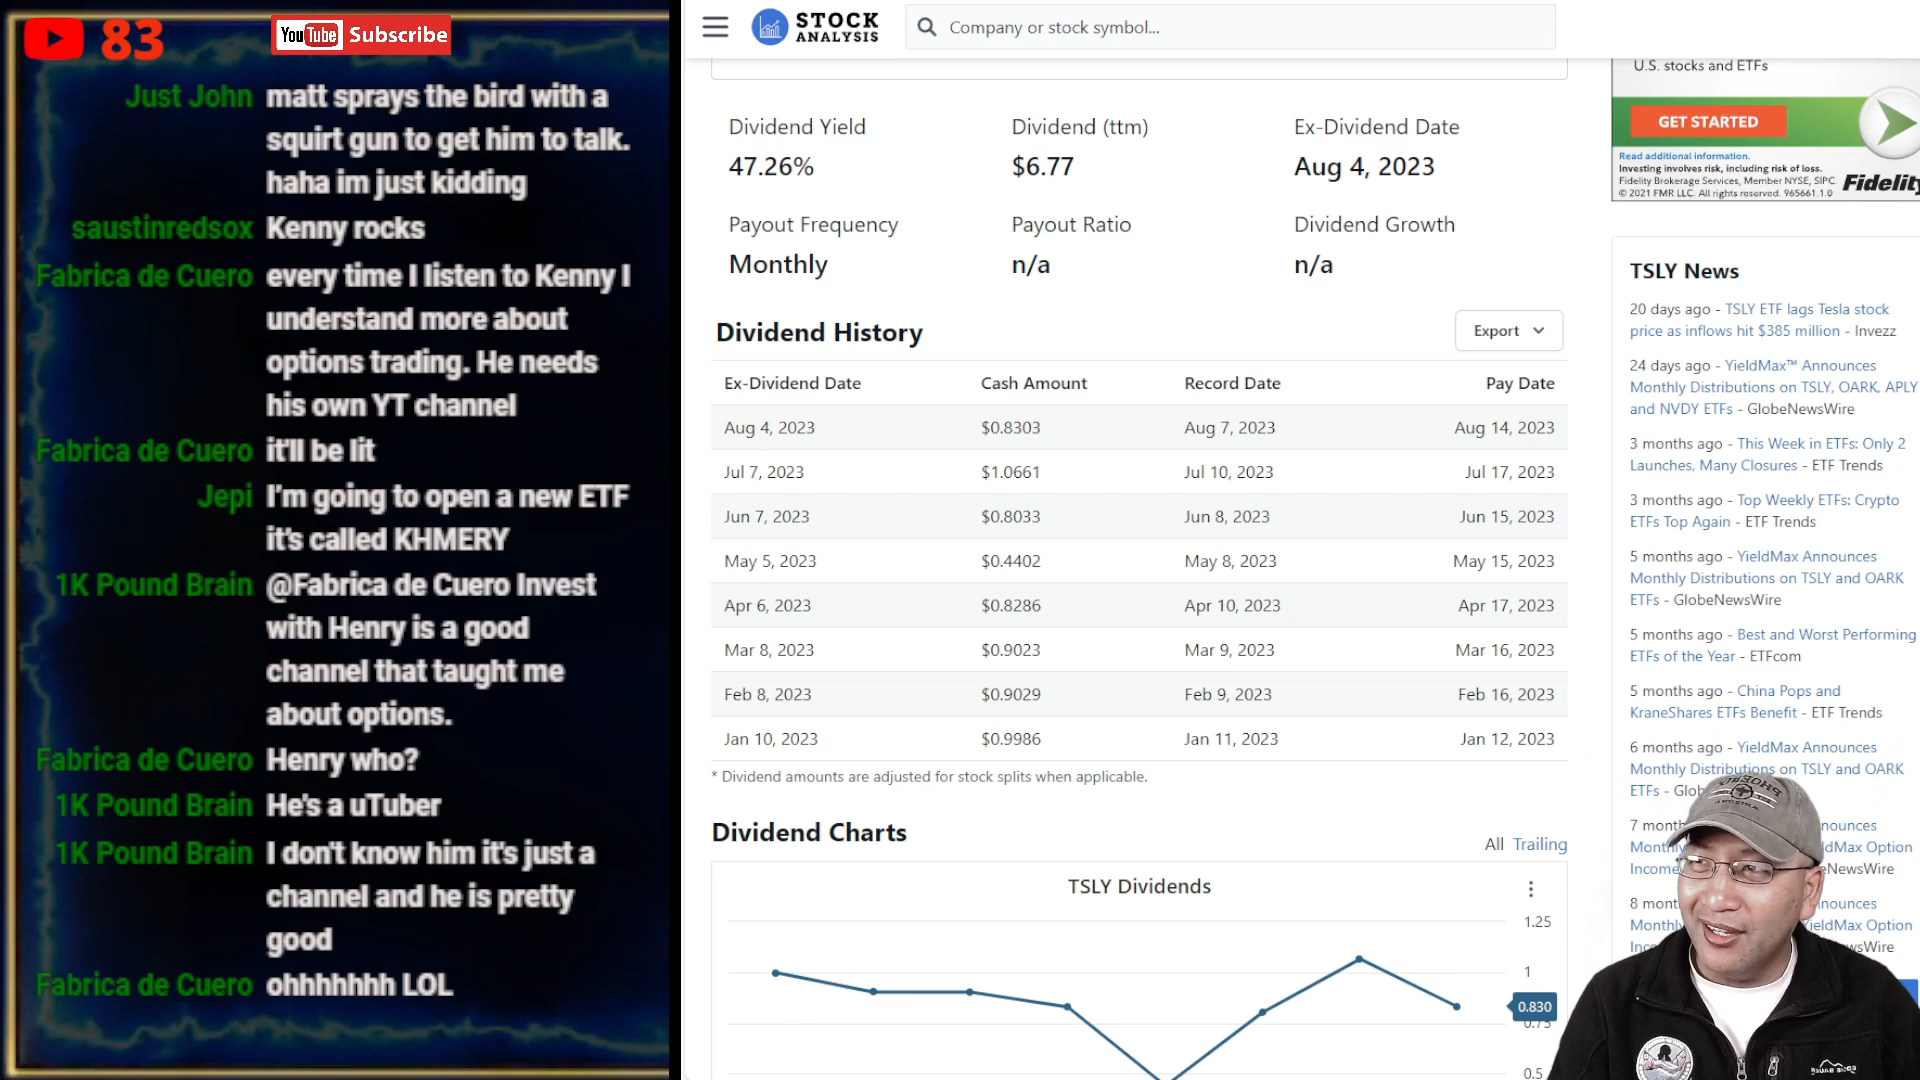 83
YouTube Subscribe
Just John matt sprays the bird with a
squirt gun to get him to talk.
haha im just kidding
saustinredsox Kenny rocks
Fabrica de Cuero every time I listen to Kenny I
understand more about
options trading. He needs
his own YT channel
Fabrica de Cuero it'll be lit
Jepi I'm going to open a new ETF
it's called KHMERY
1K Pound Brain @Fabrica de Cuero Invest
with Henry is a good
channel that taught me
about options.
Fabrica de Cuero Henry who?
1K Pound Brain He's a uTuber
1K Pound Brain I don't know him it's just a
channel and he is pretty
good
Fabrica de Cuero ohhhhhhh LOL
STOCK
ANALYSIS
Company or stock symbol...
Dividend Yield Dividend (ttm) Ex-Dividend Date
47.26% $6.77 Aug 4, 2023
Payout Frequency Payout Ratio Dividend Growth
Monthly n/a n/a
Dividend History
Export
Ex-Dividend Date Cash Amount Record Date Pay Date
Aug 4, 2023 $0.8303 Aug 7, 2023 Aug 14, 2023
Jul 7, 2023 $1.0661 Jul 10, 2023 Jul 17, 2023
Jun 7, 2023 $0.8033 Jun 8, 2023 Jun 15, 2023
May 5, 2023 $0.4402 May 8, 2023 May 15, 2023
Apr 6, 2023 $0.8286 Apr 10, 2023 Apr 17, 2023
Mar 8, 2023 $0.9023 Mar 9, 2023 Mar 16, 2023
Feb 8, 2023 $0.9029 Feb 9, 2023 Feb 16, 2023
Jan 10, 2023 $0.9986 Jan 11, 2023 Jan 12, 2023
* Dividend amounts are adjusted for stock splits when applicable.
Dividend Charts
All Trailing
TSLY Dividends
1.25
1
0.830
0.75
0.5
U.S. stocks and ETFs
GET STARTED
Read additional information.
Investing involves risk, including risk of loss.
Fidelity Brokerage Services, Member NYSE, SIPC.
© 2021 FMR LLC. All rights reserved. 965661.1.0
Fidelity
TSLY News
20 days ago - TSLY ETF lags Tesla stock
price as inflows hit $385 million - Invezz
24 days ago - YieldMax™ Announces
Monthly Distributions on TSLY, OARK, APLY
and NVDY ETFs - GlobeNewsWire
3 months ago - This Week in ETFs: Only 2
Launches, Many Closures - ETF Trends
3 months ago - Top Weekly ETFs: Crypto
ETFs Top Again - ETF Trends
5 months ago - YieldMax Announces
Monthly Distributions on TSLY and OARK
ETFs - GlobeNewsWire
5 months ago - Best and Worst Performing
ETFs of the Year - ETFcom
5 months ago - China Pops and
KraneShares ETFs Benefit - ETF Trends
6 months ago - YieldMax Announces
Monthly Distributions on TSLY and OARK
ETFs - Glob
7 month nounces
Monthly ldMax Option
Income eNewsWire
8 mont nounces
Monthly ieldMax Option
Inc wsWire